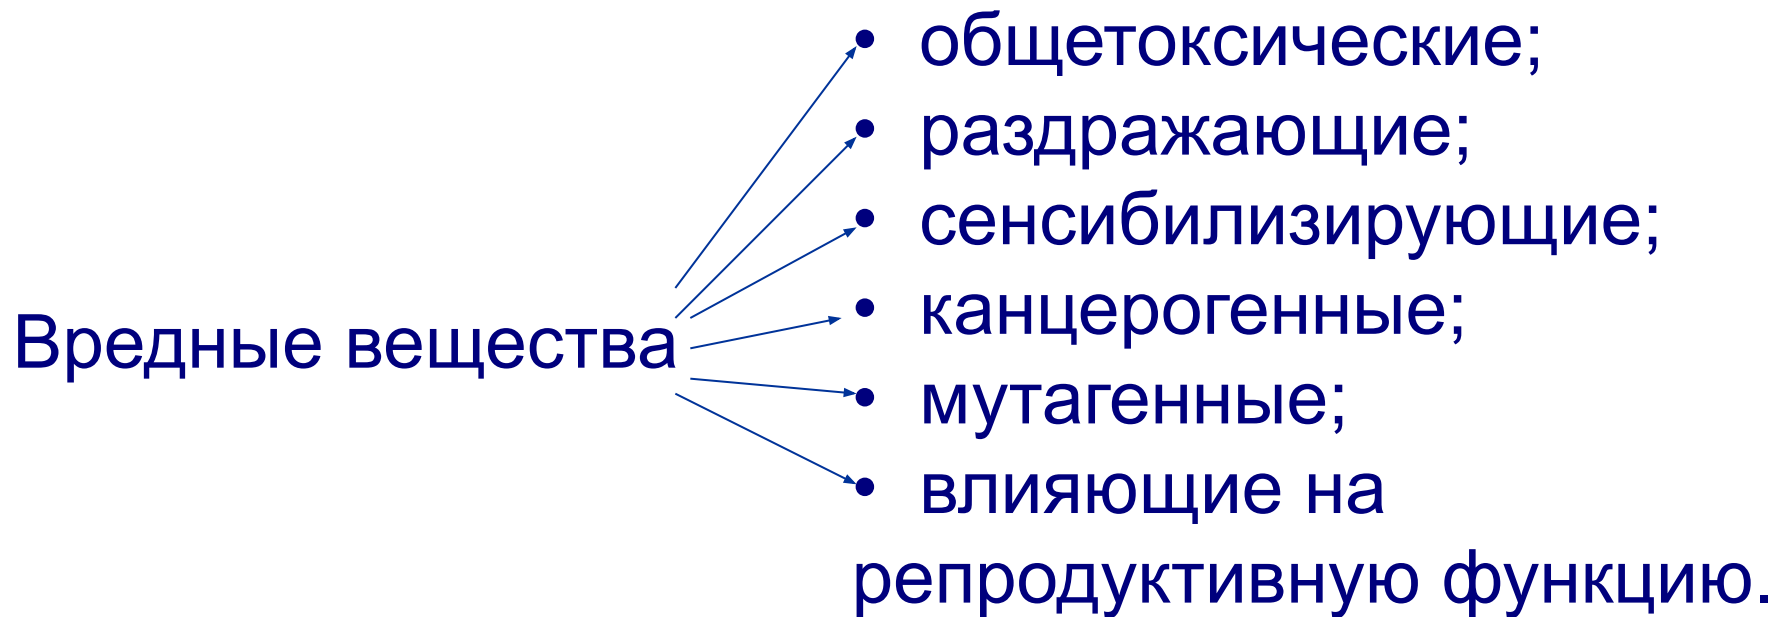 Вредные вещества
• общетоксические;
• раздражающие;
• сенсибилизирующие;
• канцерогенные;
• мутагенные;
• влияющие на
репродуктивную функцию.